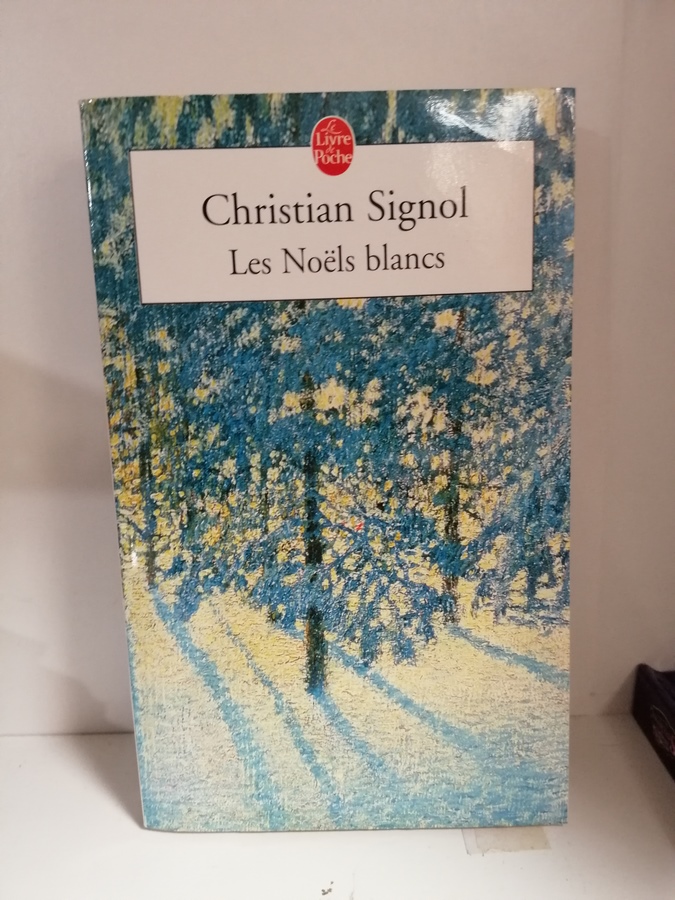 Le
Livre
de
Poche
Christian Signol
Les Noëls blancs